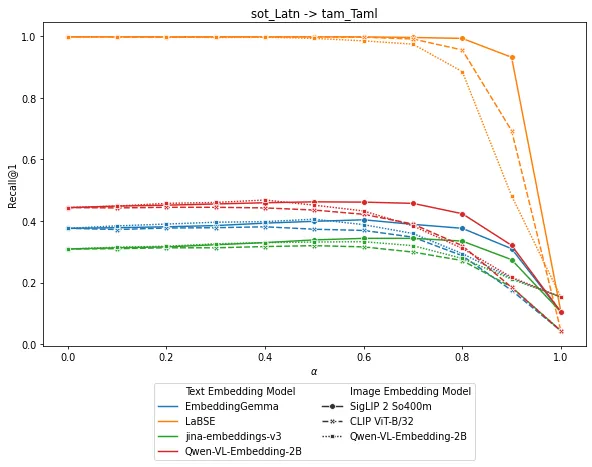 sot_Latn -> tam_Taml
1.0
0.8
0.6
0.4
0.2
0.0
Recall@1
0.0 0.2 0.4 0.6 0.8 1.0
α
Text Embedding Model Image Embedding Model
EmbeddingGemma SigLIP 2 So400m
LaBSE CLIP ViT-B/32
jina-embeddings-v3 Qwen-VL-Embedding-2B
Qwen-VL-Embedding-2B